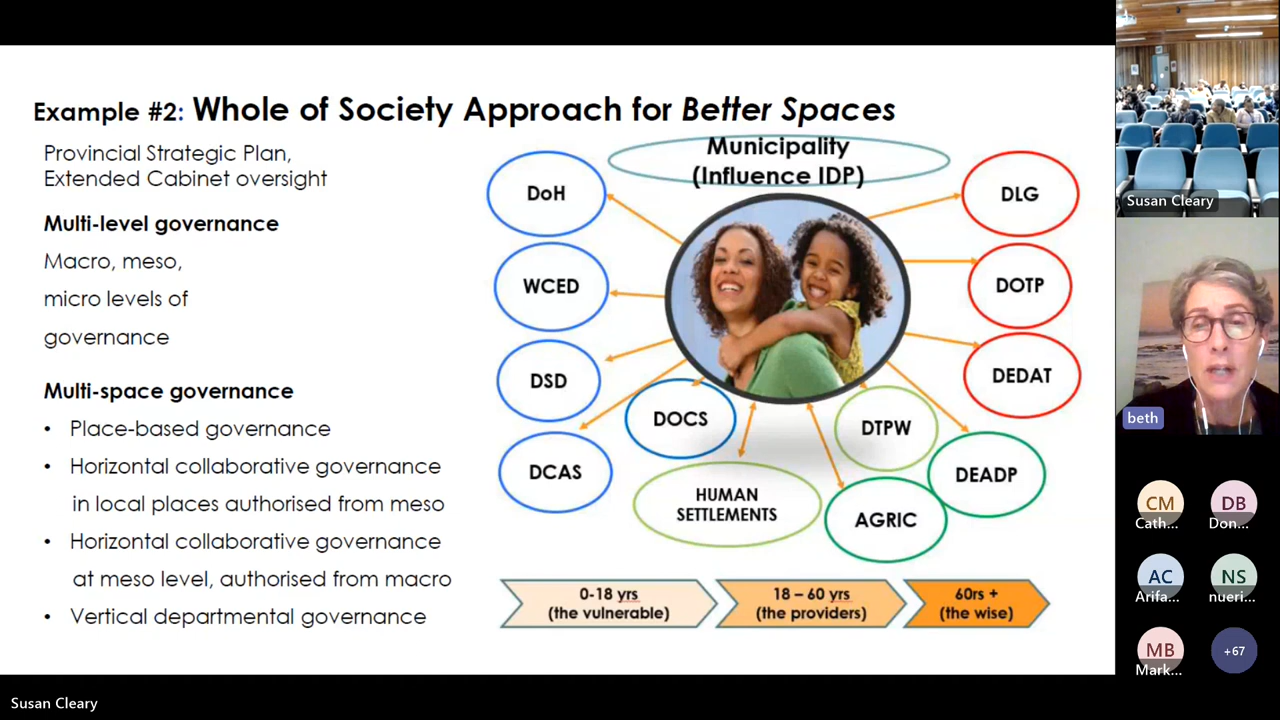 Example #2: Whole of Society Approach for Better Spaces
Provincial Strategic Plan,
Extended Cabinet oversight
Multi-level governance
Macro, meso,
micro levels of
governance
Multi-space governance
• Place-based governance
• Horizontal collaborative governance
in local places authorised from meso
• Horizontal collaborative governance
at meso level, authorised from macro
• Vertical departmental governance
Municipality
(Influence IDP)
DoH
WCED
DSD
DCAS
DOCS
HUMAN
SETTLEMENTS
AGRIC
DTPW
DEADP
DEDAT
DOTP
DLG
0-18 yrs
(the vulnerable)
18 – 60 yrs
(the providers)
60rs +
(the wise)
Susan Cleary
beth
CM
Cath...
DB
Don...
AC
Arifa...
NS
nueri...
MB
Mark...
+67
Susan Cleary